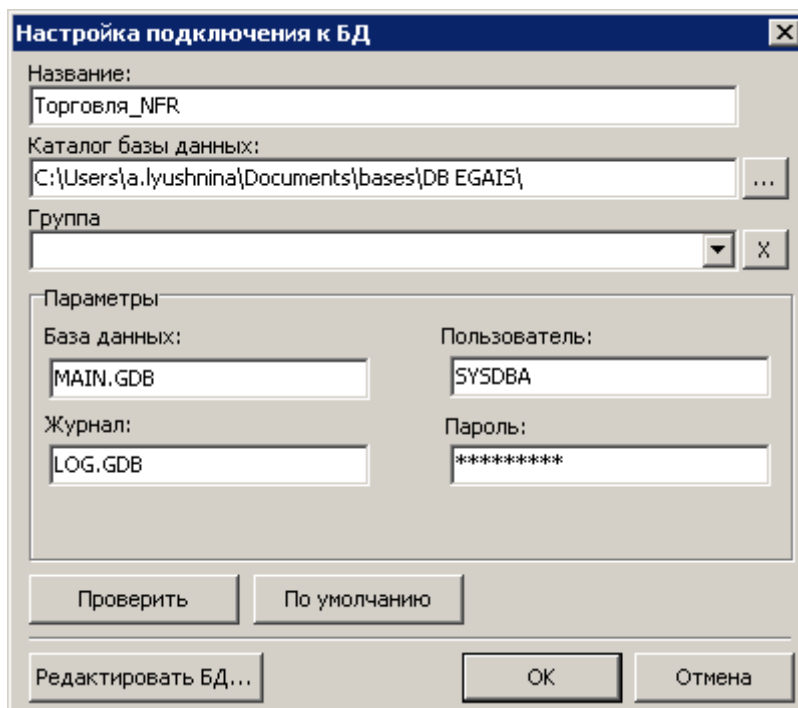 Настройка подключения к БД
Название:
Торговля_NFR
Каталог базы данных:
C:\Users\a.lyushnina\Documents\bases\DB EGAIS\
...
Группа
X
Параметры
База данных:
Пользователь:
MAIN.GDB
SYSDBA
Журнал:
Пароль:
LOG.GDB
*********
Проверить
По умолчанию
Редактировать БД...
ОК
Отмена